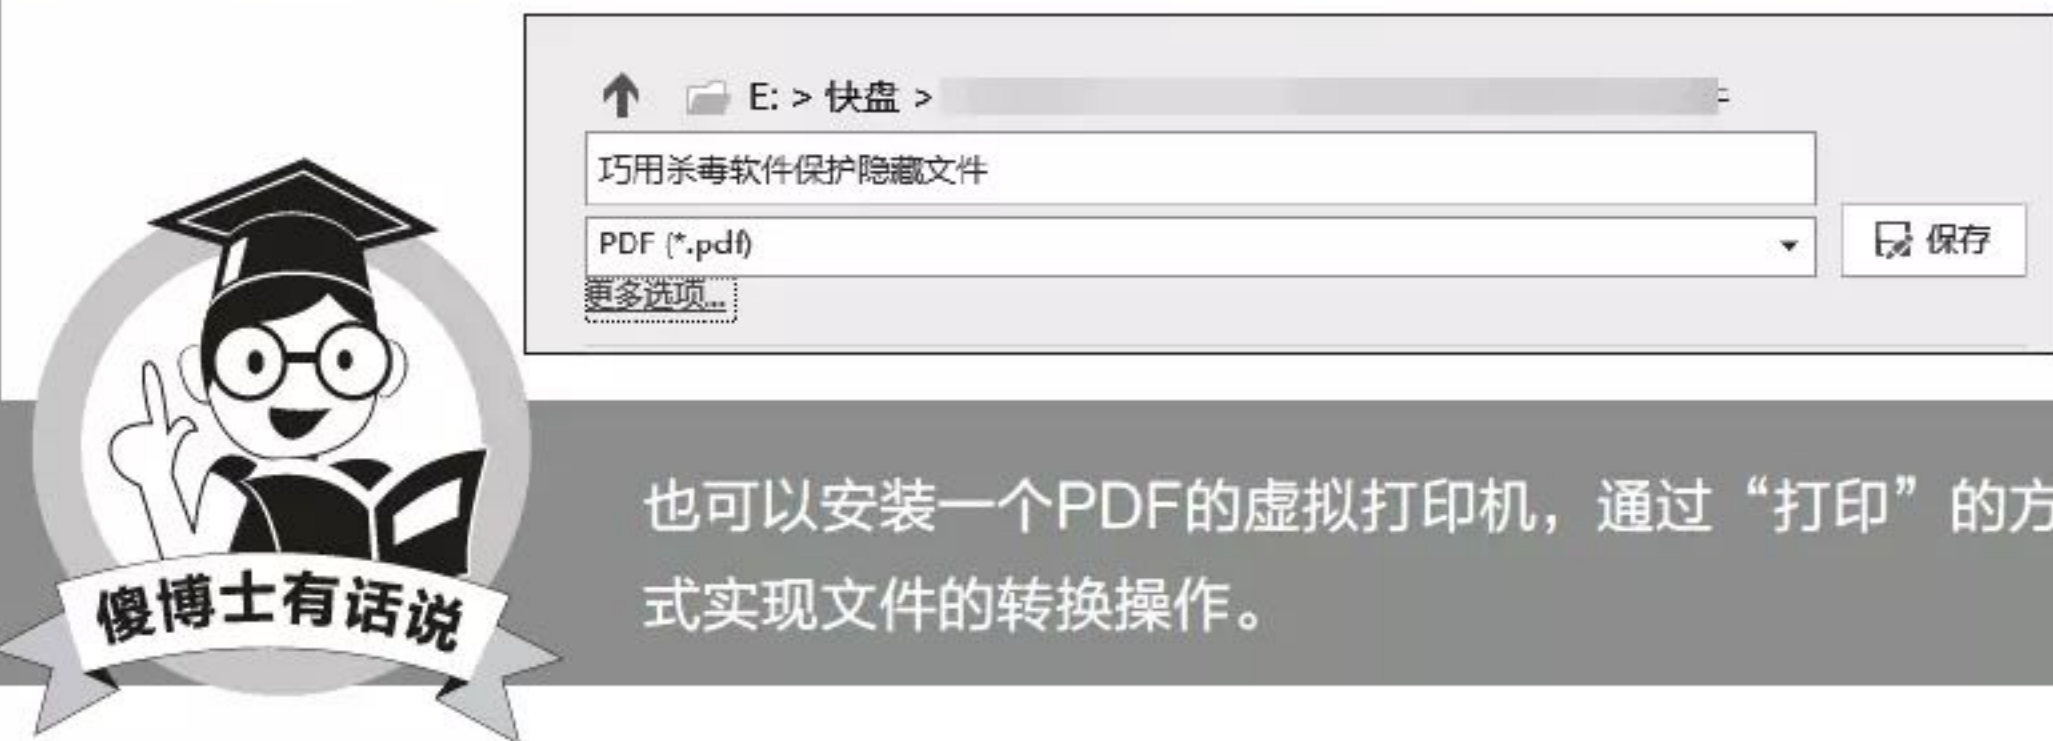 E: > 快盘 >
巧用杀毒软件保护隐藏文件
PDF (*.pdf)
保存
更多选项...
也可以安装一个PDF的虚拟打印机，通过“打印”的方
式实现文件的转换操作。
傻博士有话说